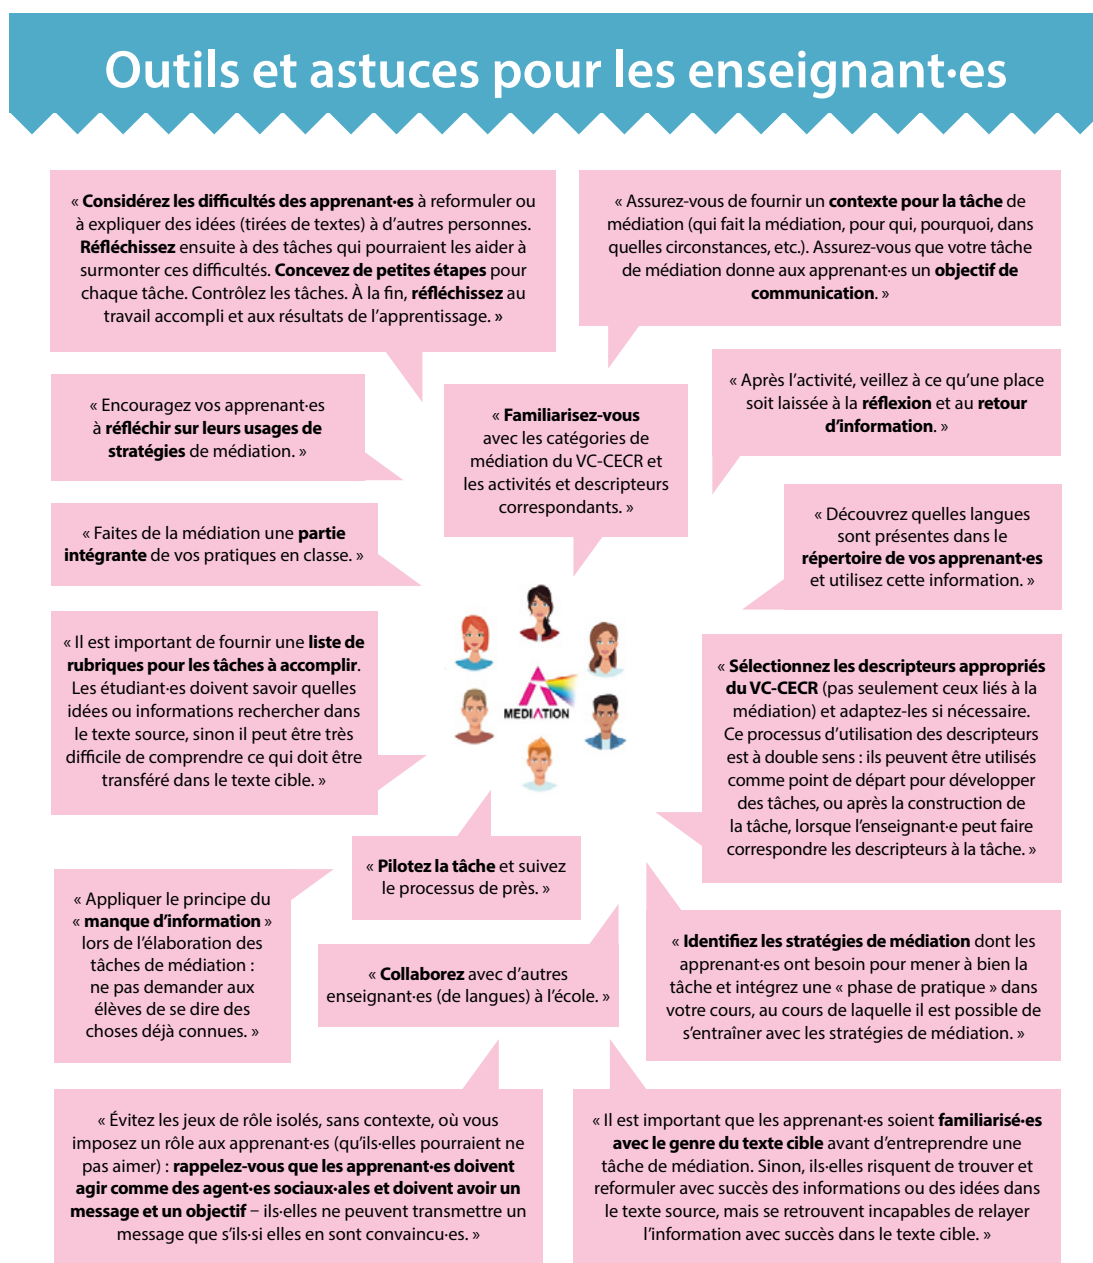 Outils et astuces pour les enseignant·es
« Considérez les difficultés des apprenant·es à reformuler ou
à expliquer des idées (tirées de textes) à d'autres personnes.
Réfléchissez ensuite à des tâches qui pourraient les aider à
surmonter ces difficultés. Concevez de petites étapes pour
chaque tâche. Contrôlez les tâches. À la fin, réfléchissez au
travail accompli et aux résultats de l'apprentissage. »
« Assurez-vous de fournir un contexte pour la tâche de
médiation (qui fait la médiation, pour qui, pourquoi, dans
quelles circonstances, etc.). Assurez-vous que votre tâche
de médiation donne aux apprenant·es un objectif de
communication. »
« Encouragez vos apprenant·es
à réfléchir sur leurs usages de
stratégies de médiation. »
« Familiarisez-vous
avec les catégories de
médiation du VC-CECR et
les activités et descripteurs
correspondants. »
« Après l'activité, veillez à ce qu'une place
soit laissée à la réflexion et au retour
d'information. »
« Faites de la médiation une partie
intégrante de vos pratiques en classe. »
« Découvrez quelles langues
sont présentes dans le
répertoire de vos apprenant·es
et utilisez cette information. »
« Il est important de fournir une liste de
rubriques pour les tâches à accomplir.
Les étudiant·es doivent savoir quelles
idées ou informations rechercher dans
le texte source, sinon il peut être très
difficile de comprendre ce qui doit être
transféré dans le texte cible. »
MEDIATION
« Sélectionnez les descripteurs appropriés
du VC-CECR (pas seulement ceux liés à la
médiation) et adaptez-les si nécessaire.
Ce processus d'utilisation des descripteurs
est à double sens : ils peuvent être utilisés
comme point de départ pour développer
des tâches, ou après la construction de
la tâche, lorsque l'enseignant·e peut faire
correspondre les descripteurs à la tâche. »
« Pilotez la tâche et suivez
le processus de près. »
« Appliquer le principe du
« manque d'information »
lors de l'élaboration des
tâches de médiation :
ne pas demander aux
élèves de se dire des
choses déjà connues. »
« Collaborez avec d'autres
enseignant·es (de langues) à l'école. »
« Identifiez les stratégies de médiation dont les
apprenant·es ont besoin pour mener à bien la
tâche et intégrez une « phase de pratique » dans
votre cours, au cours de laquelle il est possible de
s'entraîner avec les stratégies de médiation. »
« Évitez les jeux de rôle isolés, sans contexte, où vous
imposez un rôle aux apprenant·es (qu'ils·elles pourraient ne
pas aimer) : rappelez-vous que les apprenant·es doivent
agir comme des agent·es sociaux·ales et doivent avoir un
message et un objectif – ils·elles ne peuvent transmettre un
message que s'ils·si elles en sont convaincu·es. »
« Il est important que les apprenant·es soient familiarisé·es
avec le genre du texte cible avant d'entreprendre une
tâche de médiation. Sinon, ils·elles risquent de trouver et
reformuler avec succès des informations ou des idées dans
le texte source, mais se retrouvent incapables de relayer
l'information avec succès dans le texte cible. »